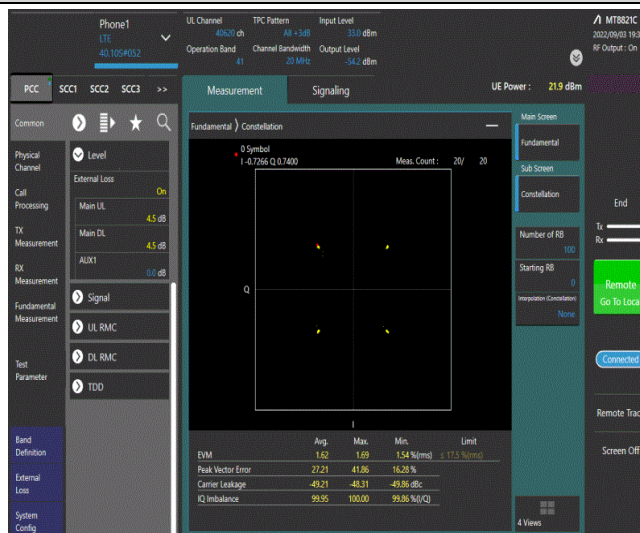 Phone1
LTE
40.10S#052
UL Channel
40620 ch
TPC Pattern
All +3dB
Input Level
33.0 dBm
Operation Band
41
Channel Bandwidth
20 MHz
Output Level
-54.2 dBm
MT8821C
2022/09/03 19:3
RF Output : On
PCC SCC1 SCC2 SCC3 >>
Measurement
Signaling
UE Power : 21.9 dBm
Common
Physical
Channel
Call
Processing
TX
Measurement
RX
Measurement
Fundamental
Measurement
Test
Parameter
Band
Definition
External
Loss
System
Config
Level
External Loss
On
Main UL
4.5 dB
Main DL
4.5 dB
AUX1
0.0 dB
Signal
UL RMC
DL RMC
TDD
Fundamental ⟩ Constellation
0 Symbol
I -0.7266 Q 0.7400
Meas. Count : 20/ 20
Q
I
Avg. Max. Min. Limit
EVM 1.62 1.69 1.54 %(rms) ≤ 17.5 %(rms)
Peak Vector Error 27.21 41.86 16.28 %
Carrier Leakage -49.21 -48.31 -49.86 dBc
IQ Imbalance 99.95 100.00 99.86 %(I/Q)
Main Screen
Fundamental
Sub Screen
Constellation
Number of RB
100
Starting RB
0
Interpolation (Constellation)
None
4 Views
End
Tx
Rx
Remote
Go To Loca
Connected
Remote Trac
Screen Off